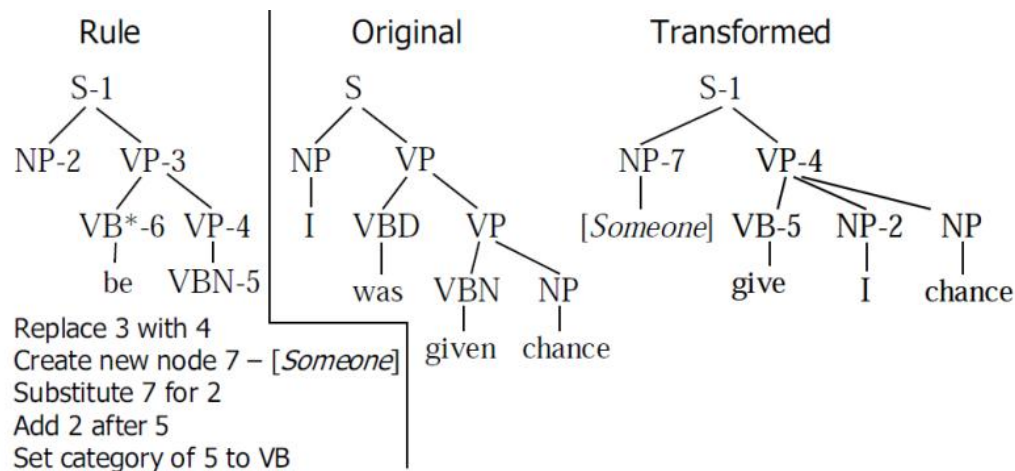 Rule
S-1
NP-2 VP-3
VB*-6 VP-4
be VBN-5
Replace 3 with 4
Create new node 7 – [Someone]
Substitute 7 for 2
Add 2 after 5
Set category of 5 to VB
Original
S
NP VP
I VBD VP
was VBN NP
given chance
Transformed
S-1
NP-7 VP-4
[Someone] VB-5 NP-2 NP
give I chance